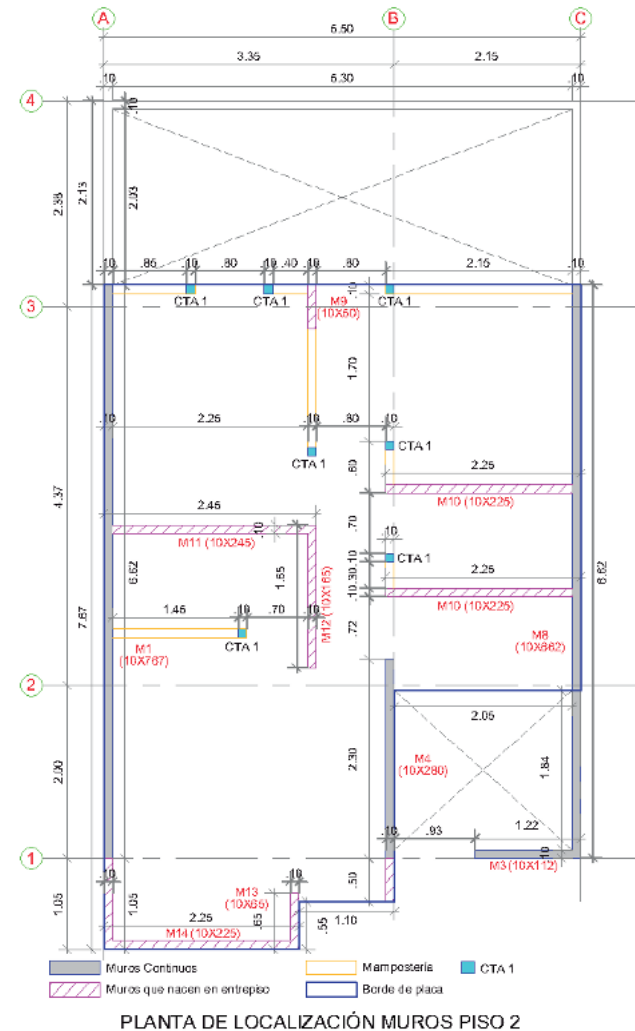 A
B
C
5.50
3.35
2.15
.10
5.30
.10
4
.10
2.38
2.13
2.03
.10
.85
.10
.80
.10
.40
.10
.80
2.15
.10
CTA 1
CTA 1
M9
(10X50)
.10
CTA 1
3
1.70
.10
2.25
.10
.80
.10
CTA 1
CTA 1
.60
2.25
4.37
2.45
M10 (10X225)
M11 (10X245)
.10
.70
.10
CTA 1
6.62
7.67
6.62
1.65
.10
.30
.10
2.25
M12 (10X165)
M10 (10X225)
1.45
.10
.70
.10
M1
(10X767)
CTA 1
.72
M8
(10X662)
2
2.05
2.00
2.30
M4
(10X280)
1.84
1.22
.10
.93
1
.10
M3 (10X112)
.10
.10
1.05
1.05
M13
(10X65)
.50
2.25
.65
.55
1.10
M14 (10X225)
Muros Continuos
Mampostería
CTA 1
Muros que nacen en entrepiso
Borde de placa
PLANTA DE LOCALIZACIÓN MUROS PISO 2